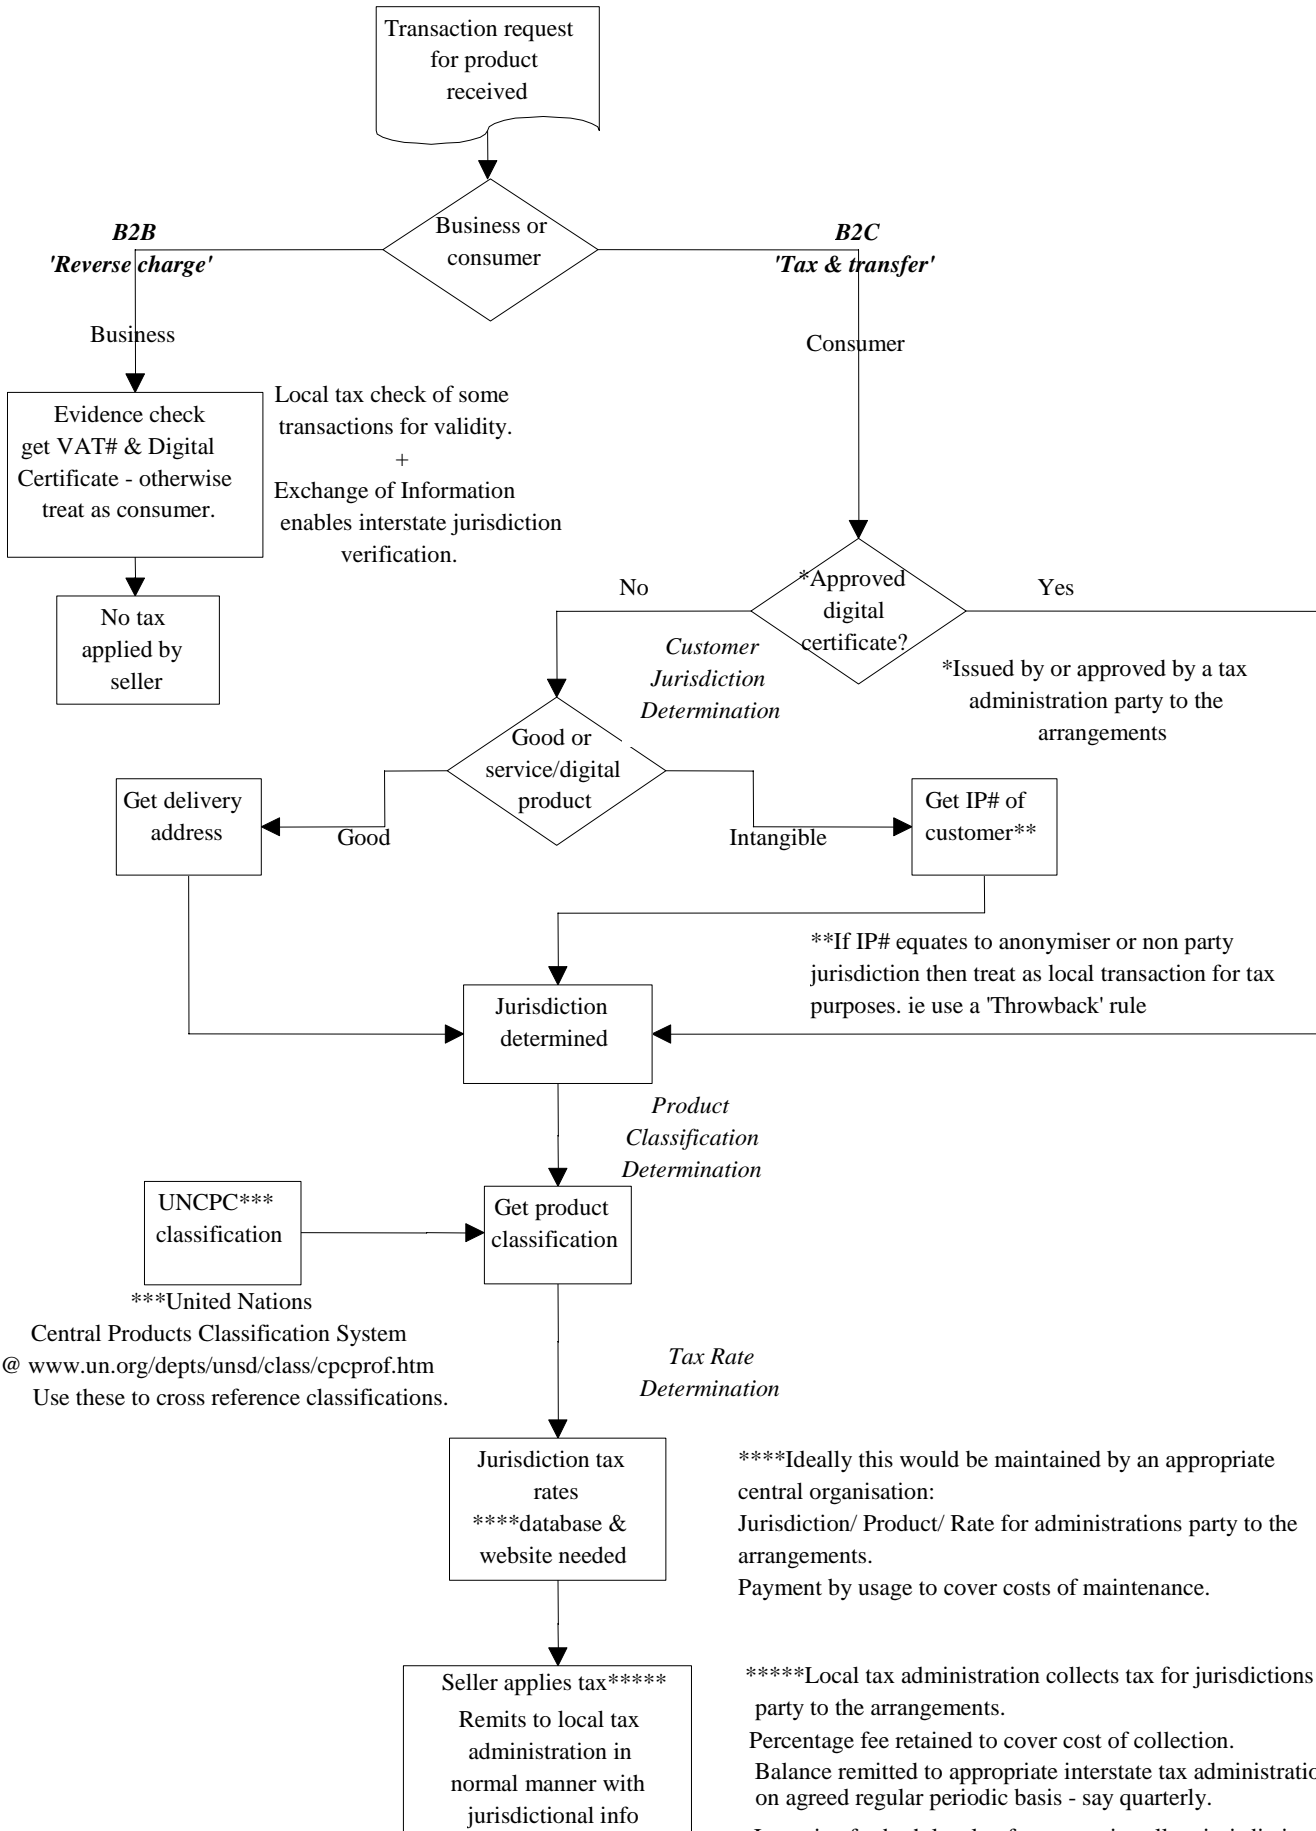 Transaction request
for product
received
Business or
consumer
B2B
'Reverse charge'
B2C
'Tax & transfer'
Business
Consumer
Evidence check
get VAT# & Digital
Certificate - otherwise
treat as consumer.
Local tax check of some
transactions for validity.
+
Exchange of Information
enables interstate jurisdiction
verification.
No tax
applied by
seller
No
*Approved
digital
certificate?
Yes
Customer
Jurisdiction
Determination
*Issued by or approved by a tax
administration party to the
arrangements
Good or
service/digital
product
Get delivery
address
Good
Intangible
Get IP# of
customer**
**If IP# equates to anonymiser or non party
jurisdiction then treat as local transaction for tax
purposes. ie use a 'Throwback' rule
Jurisdiction
determined
Product
Classification
Determination
UNCPC***
classification
Get product
classification
***United Nations
Central Products Classification System
@ www.un.org/depts/unsd/class/cpcprof.htm
Use these to cross reference classifications.
Tax Rate
Determination
Jurisdiction tax
rates
****database &
website needed
****Ideally this would be maintained by an appropriate
central organisation:
Jurisdiction/ Product/ Rate for administrations party to the
arrangements.
Payment by usage to cover costs of maintenance.
Seller applies tax*****
Remits to local tax
administration in
normal manner with
jurisdictional info
*****Local tax administration collects tax for jurisdictions
party to the arrangements.
Percentage fee retained to cover cost of collection.
Balance remitted to appropriate interstate tax administratio
on agreed regular periodic basis - say quarterly.